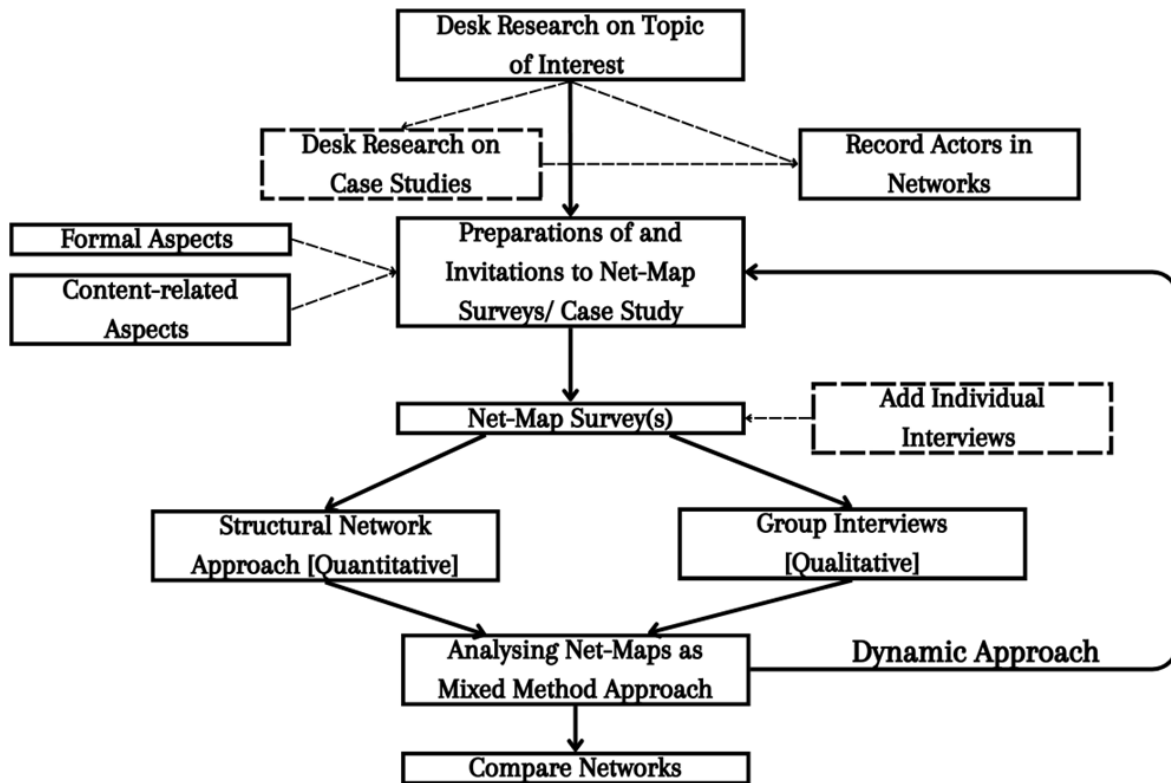 Desk Research on Topic
of Interest
Desk Research on
Case Studies
Record Actors in
Networks
Formal Aspects
Content-related
Aspects
Preparations of and
Invitations to Net-Map
Surveys/ Case Study
Net-Map Survey(s)
Add Individual
Interviews
Structural Network
Approach [Quantitative]
Group Interviews
[Qualitative]
Analysing Net-Maps as
Mixed Method Approach
Dynamic Approach
Compare Networks